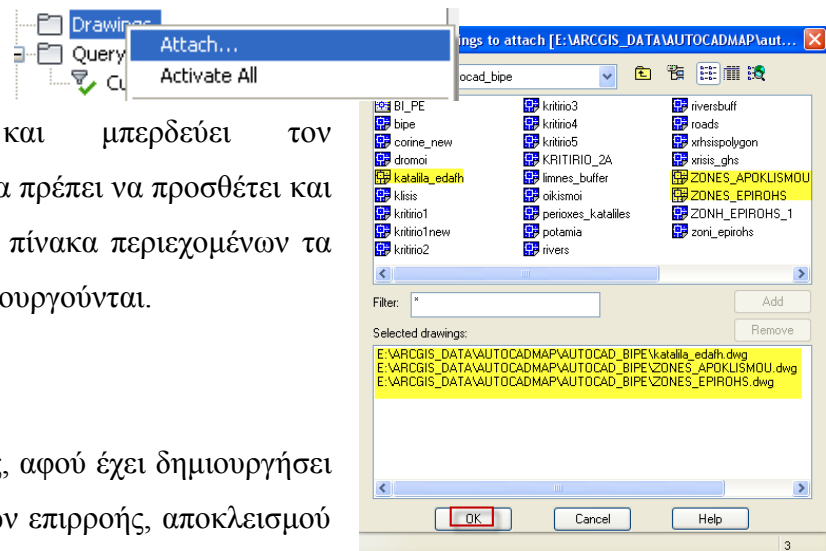 Drawings
Query
Attach...
Activate All
και μπερδεύει τον
πρέπει να προσθέτει και
πίνακα περιεχομένων τα
ουργούνται.
αφού έχει δημιουργήσει
επιρροής, αποκλεισμού
ings to attach [E:\ARCGIS_DATA\AUTOCADMAP\aut...
ocad_bipe
BI_PE
bipe
corine_new
dromoi
katalila_edafh
klisis
kritirio1
kritirio1new
kritirio2
kritirio3
kritirio4
kritirio5
KRITIRIO_2A
limnes_buffer
oikismoi
perioxes_kataliles
potamia
rivers
riversbuff
roads
xrhsispolygon
xrisis_ghs
ZONES_APOKLISMOU
ZONES_EPIROHS
ZONH_EPIROHS_1
zoni_epirohs
Filter: *
Add
Remove
Selected drawings:
E:\ARCGIS_DATA\AUTOCADMAP\AUTOCAD_BIPE\katalila_edafh.dwg
E:\ARCGIS_DATA\AUTOCADMAP\AUTOCAD_BIPE\ZONES_APOKLISMOU.dwg
E:\ARCGIS_DATA\AUTOCADMAP\AUTOCAD_BIPE\ZONES_EPIROHS.dwg
OK Cancel Help
3